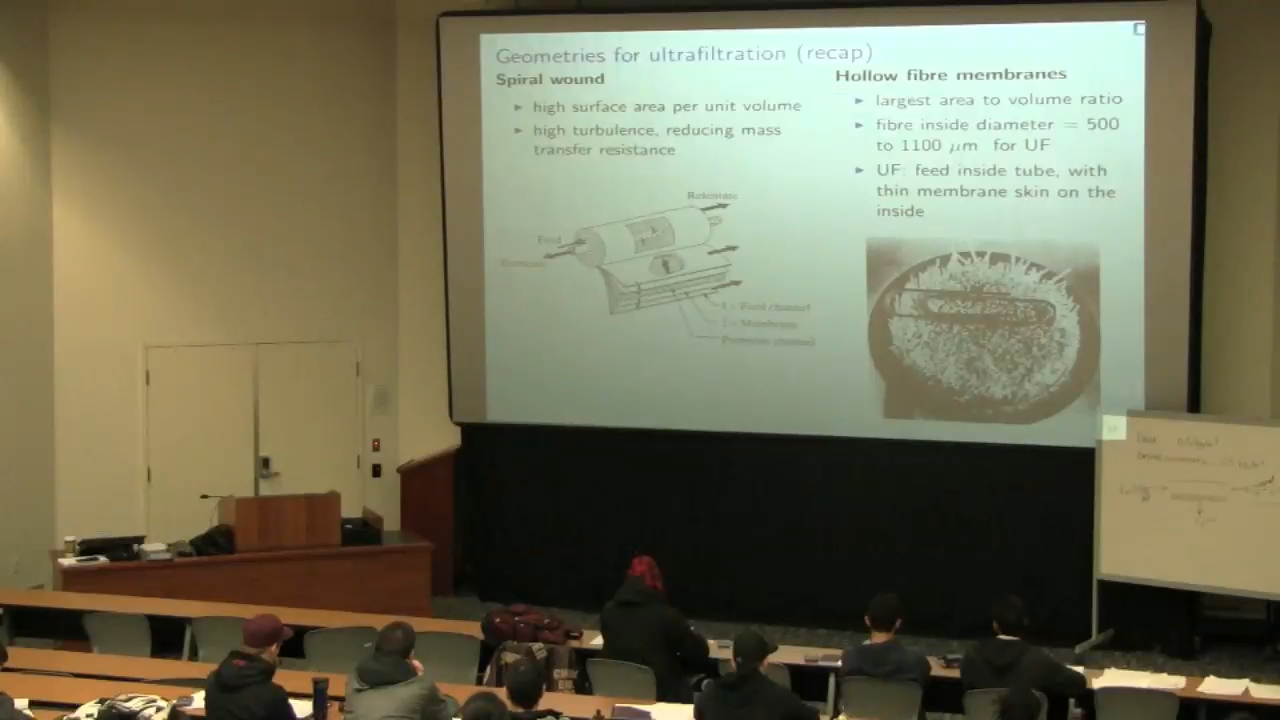 Geometries for ultrafiltration (recap)
Spiral wound
▸ high surface area per unit volume
▸ high turbulence, reducing mass
transfer resistance
Retentate
Feed
1 = Feed channel
2 = Membrane
Permeate channel
Hollow fibre membranes
▸ largest area to volume ratio
▸ fibre inside diameter = 500
to 1100 μm for UF
▸ UF: feed inside tube, with
thin membrane skin on the
inside